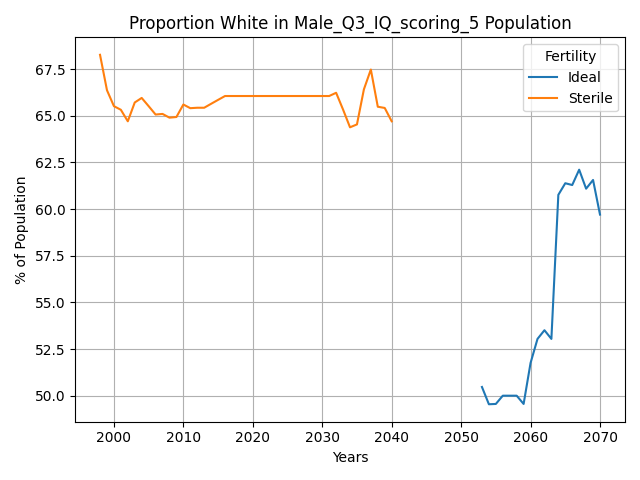 Proportion White in Male_Q3_IQ_scoring_5 Population
Fertility
Ideal
Sterile
67.5
65.0
62.5
60.0
57.5
55.0
52.5
50.0
% of Population
2000 2010 2020 2030 2040 2050 2060 2070
Years